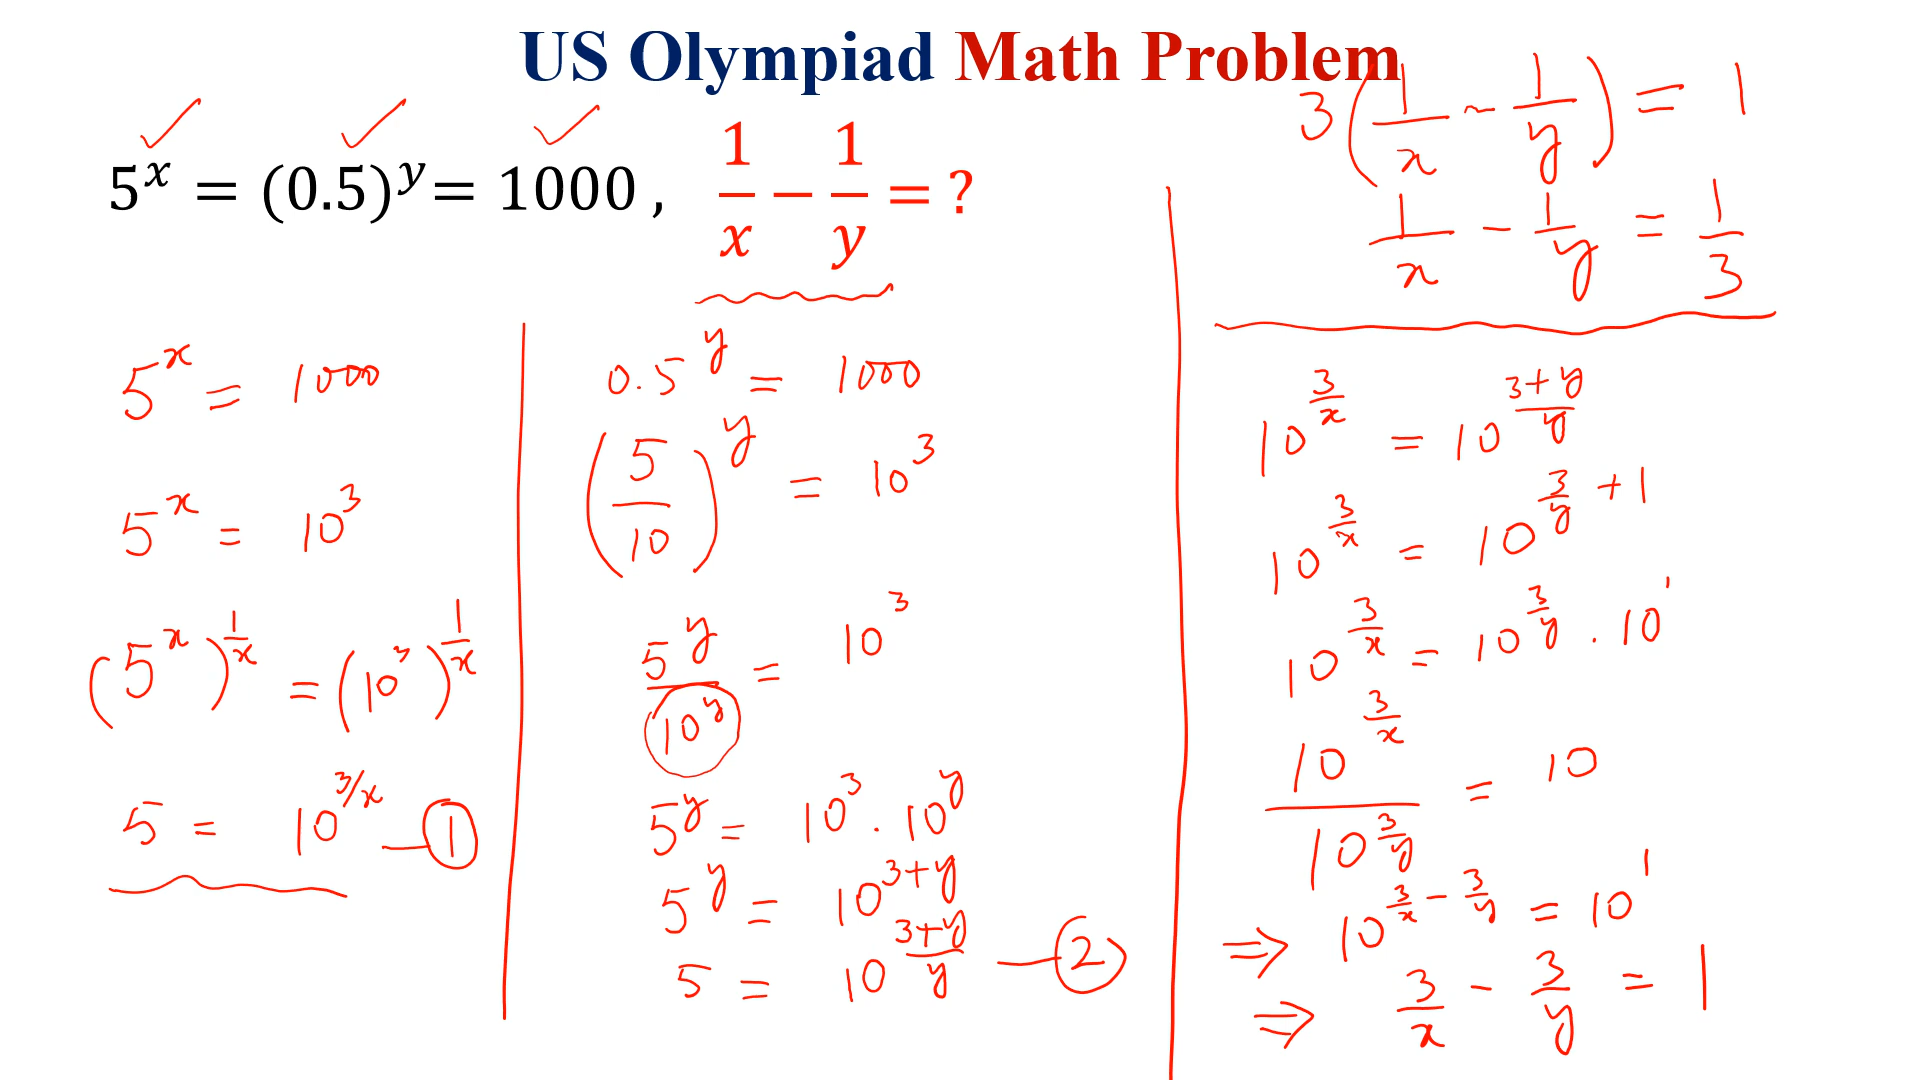 US Olympiad Math Problem
5^x = (0.5)^y = 1000 , 1/x − 1/y = ?
5^x = 1000
5^x = 10^3
(5^x)^(1/x) = (10^3)^(1/x)
5 = 10^(3/x) — ①
0.5^y = 1000
(5/10)^y = 10^3
5^y/10^y = 10^3
5^y = 10^3 . 10^y
5^y = 10^(3+y)
5 = 10^((3+y)/y) — ②
10^(3/x) = 10^((3+y)/y)
10^(3/x) = 10^(3/y + 1)
10^(3/x) = 10^(3/y) . 10^1
10^(3/x)/10^(3/y) = 10
⇒ 10^(3/x − 3/y) = 10^1
⇒ 3/x − 3/y = 1
3(1/x − 1/y) = 1
1/x − 1/y = 1/3